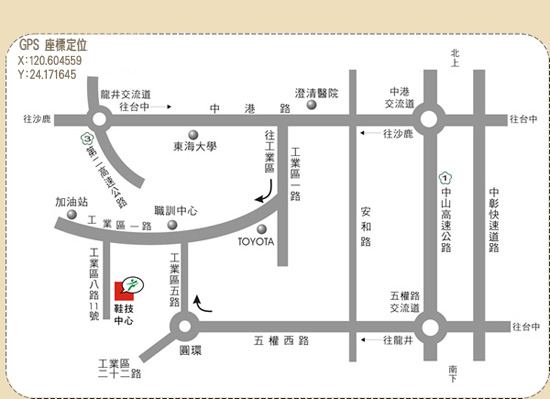 GPS 座標定位
X:120.604559
Y:24.171645
北上
龍井交流道
往台中
中港路
澄清醫院
中港
交流道
往沙鹿
往沙鹿
往台中
東海大學
③
第二高速公路
往工業區
工業區一路
安和路
1
中山高速公路
中彰快速道路
加油站
職訓中心
工業區一路
TOYOTA
工業區八路11號
鞋技
中心
工業區五路
五權路
交流道
往台中
圓環
五權西路
往龍井
工業區
二十二路
南下